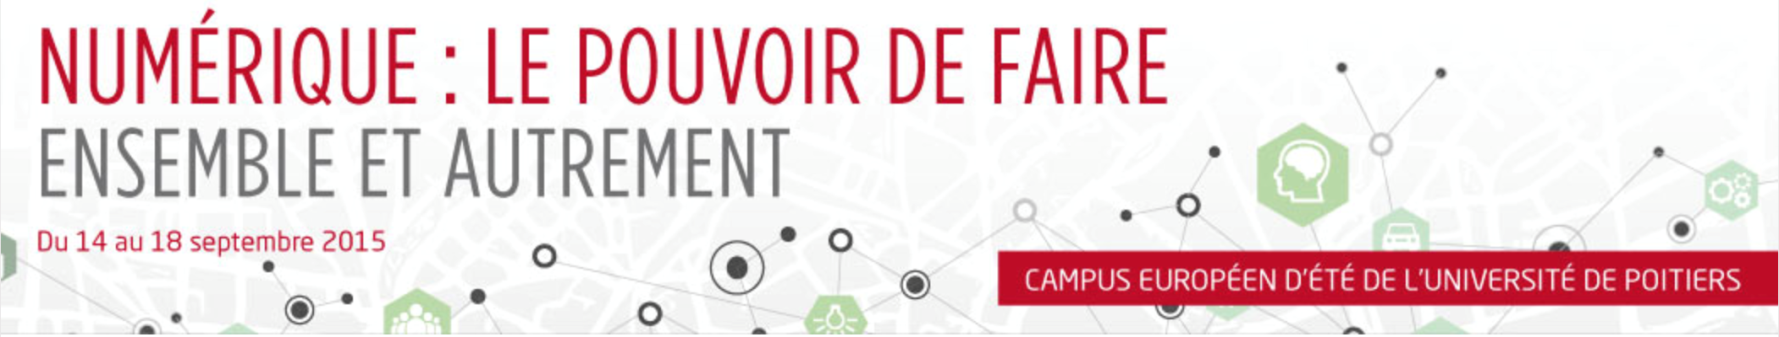 NUMÉRIQUE : LE POUVOIR DE FAIRE
ENSEMBLE ET AUTREMENT
Du 14 au 18 septembre 2015
CAMPUS EUROPÉEN D'ÉTÉ DE L'UNIVERSITÉ DE POITIERS